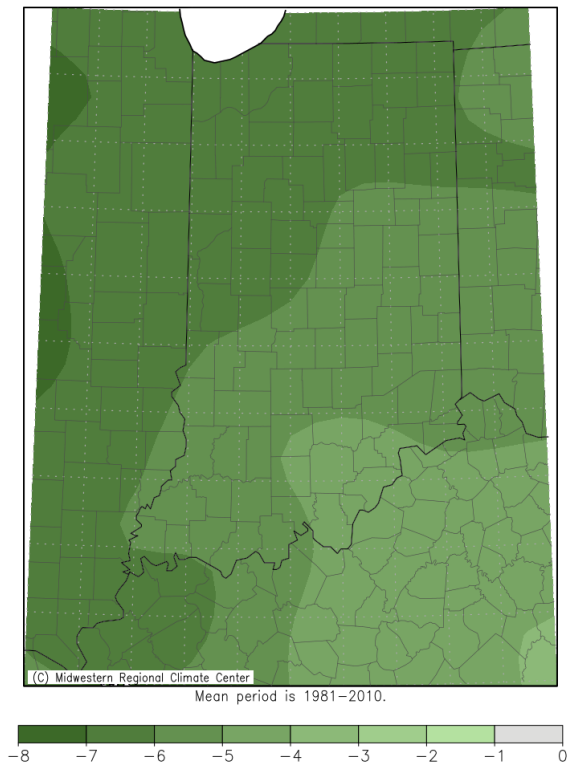 (C) Midwestern Regional Climate Center
Mean period is 1981–2010.
−8 −7 −6 −5 −4 −3 −2 −1 0